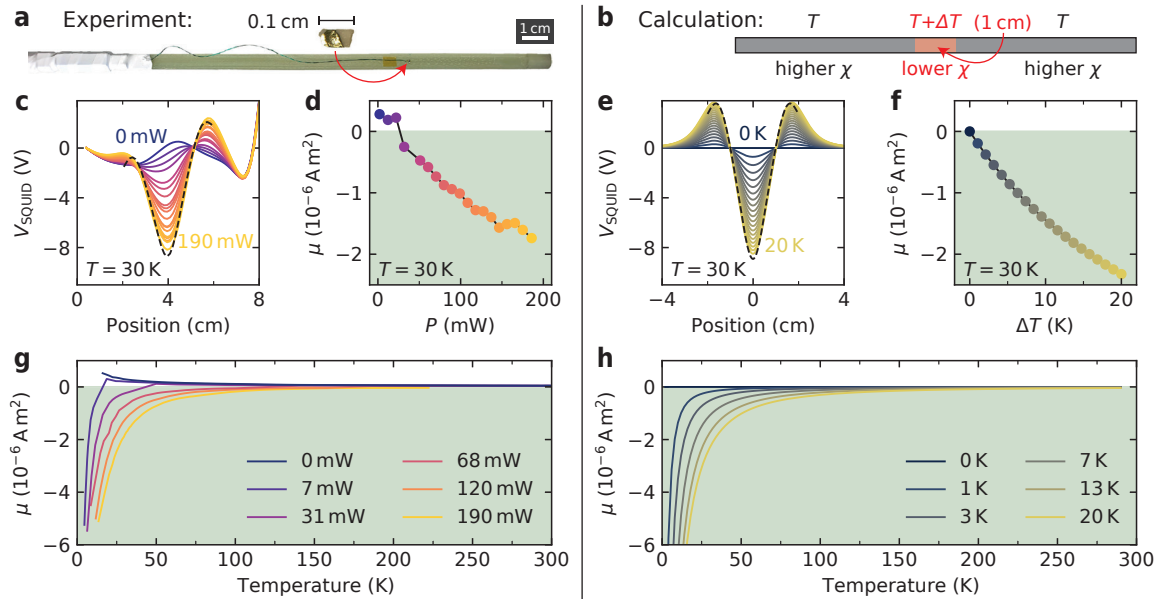 a Experiment:
0.1 cm
1 cm
b Calculation:
T T+ΔT (1 cm) T
higher χ lower χ higher χ
c
V_SQUID (V)
0
−4
−8
0 mW
190 mW
T = 30 K
0 4 8
Position (cm)
d
μ (10⁻⁶ A m²)
0
−1
−2
T = 30 K
0 100 200
P (mW)
e
V_SQUID (V)
0
−4
−8
0 K
20 K
T = 30 K
−4 0 4
Position (cm)
f
μ (10⁻⁶ A m²)
0
−1
−2
T = 30 K
0 10 20
ΔT (K)
g
μ (10⁻⁶ A m²)
0
−2
−4
−6
0 mW 68 mW
7 mW 120 mW
31 mW 190 mW
0 50 100 150 200 250 300
Temperature (K)
h
μ (10⁻⁶ A m²)
0
−2
−4
−6
0 K 7 K
1 K 13 K
3 K 20 K
0 50 100 150 200 250 300
Temperature (K)